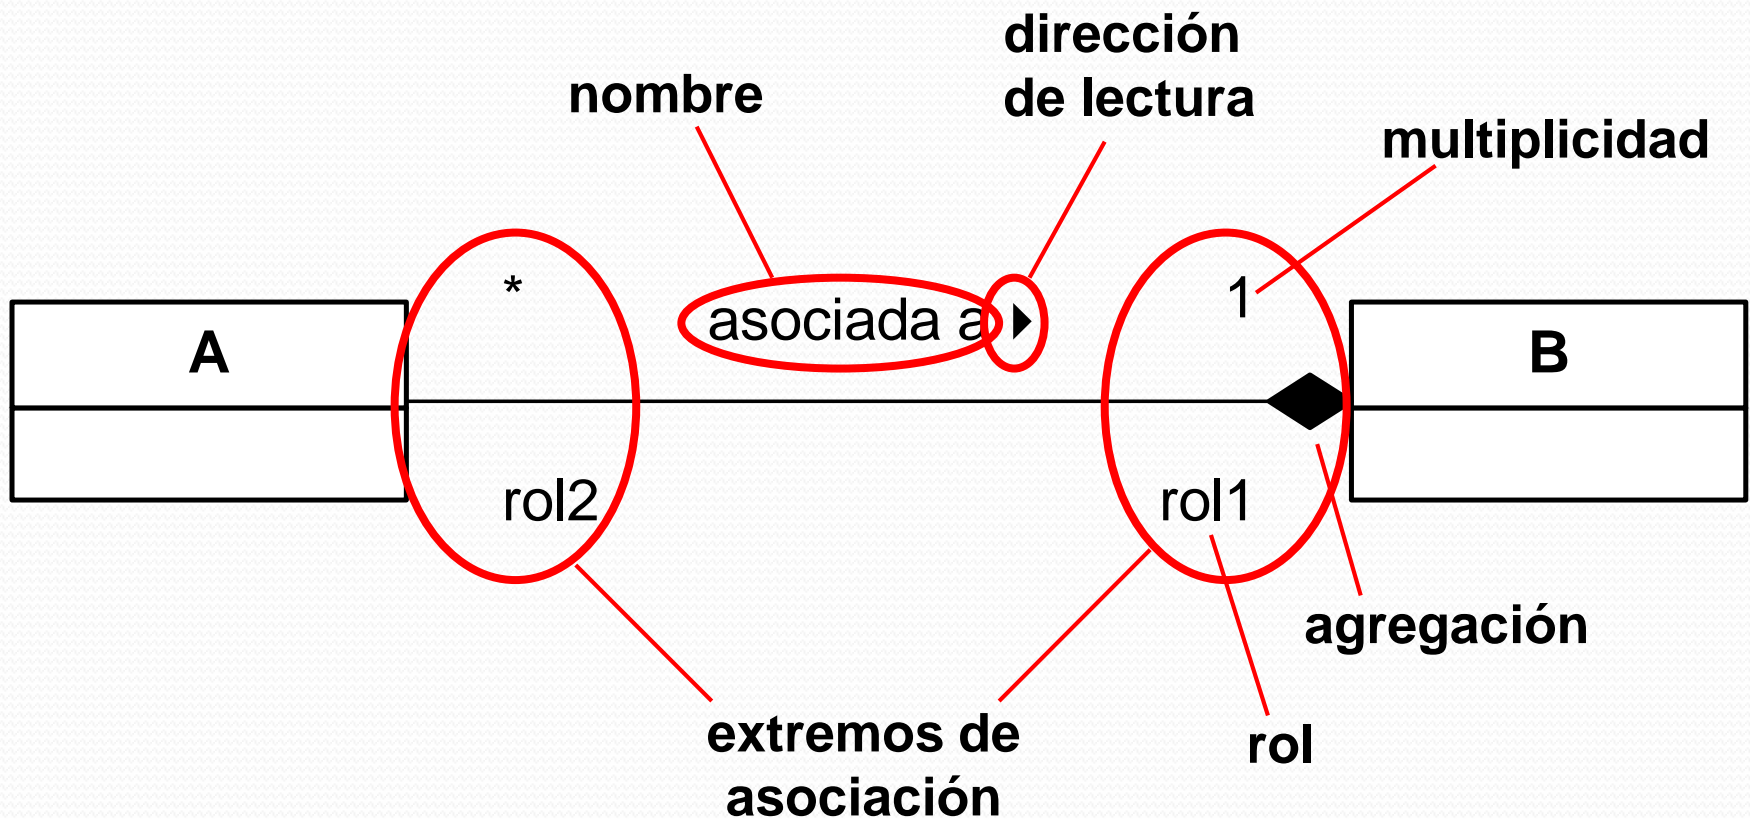 dirección
de lectura
nombre
multiplicidad
*
asociada a
1
A
B
rol2
rol1
agregación
extremos de
asociación
rol